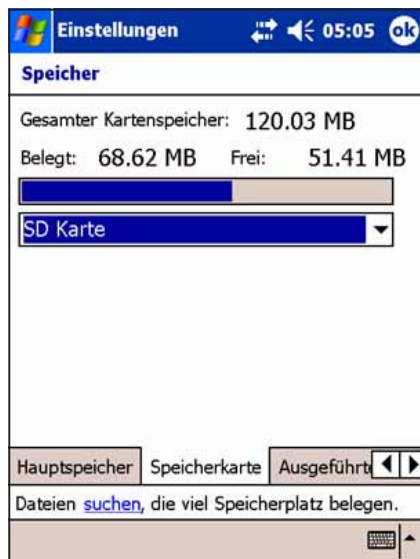 Einstellungen 05:05 ok
Speicher
Gesamter Kartenspeicher: 120.03 MB
Belegt: 68.62 MB Frei: 51.41 MB
SD Karte
Hauptspeicher Speicherkarte Ausgeführt
Dateien suchen, die viel Speicherplatz belegen.